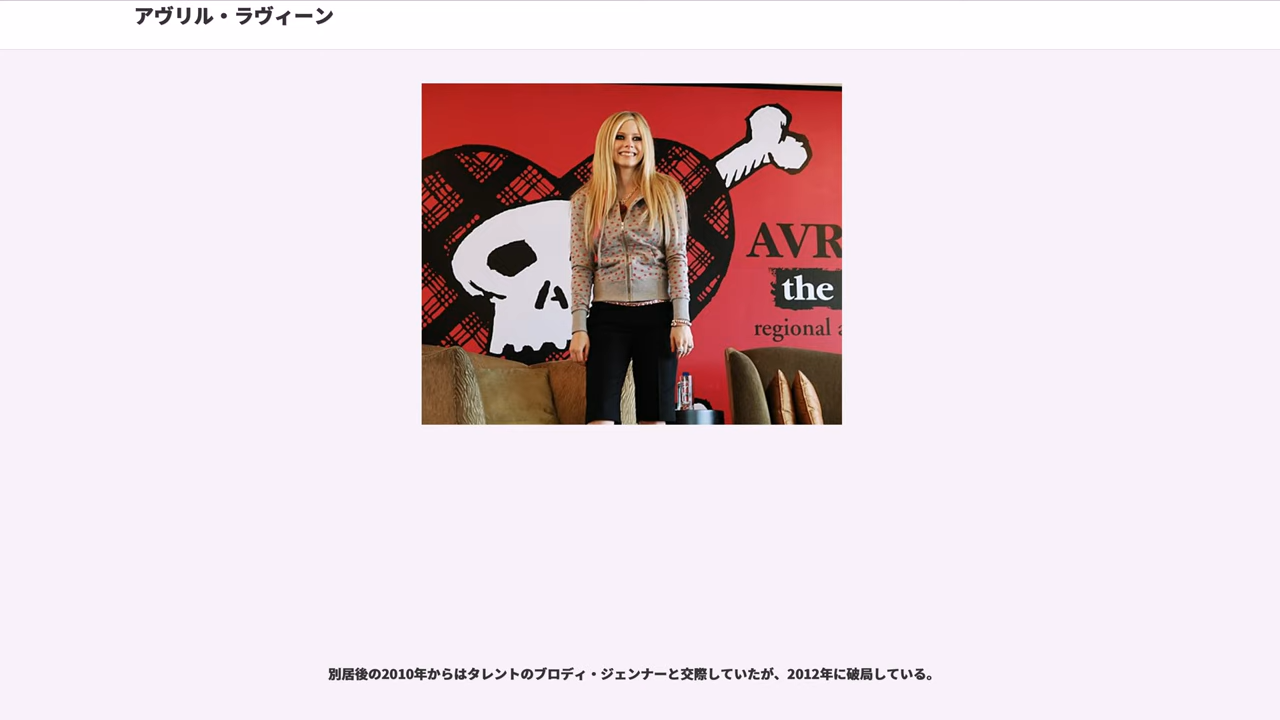 アヴリル・ラヴィーン
AVR
the
regional a
別居後の2010年からはタレントのブロディ・ジェンナーと交際していたが、2012年に破局している。